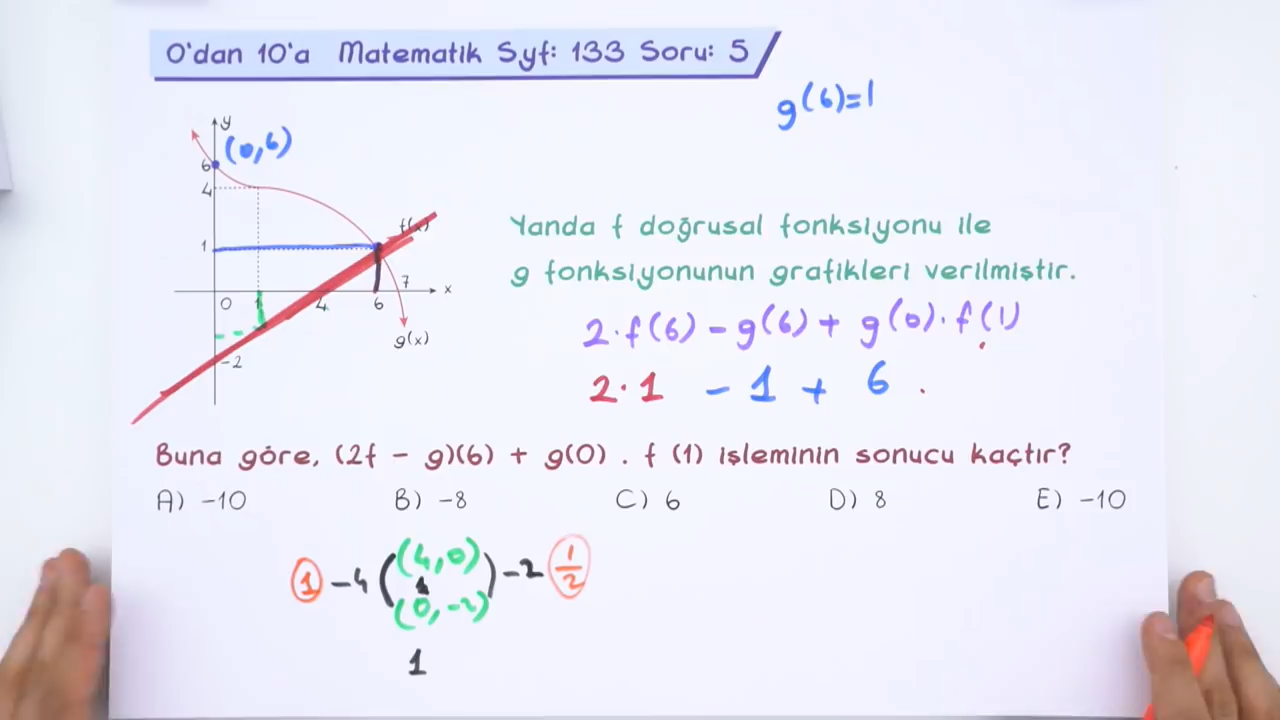 0'dan 10'a Matematik Syf: 133 Soru: 5
g(6)=1
y
(0,6)
6
4
f(x)
1
7
x
0 1 4 6
g(x)
-2
Yanda f doğrusal fonksiyonu ile
g fonksiyonunun grafikleri verilmiştir.
2.f(6) - g(6) + g(0).f(1)
2.1 - 1 + 6 .
Buna göre, (2f - g)(6) + g(0) . f (1) işleminin sonucu kaçtır?
A) -10 B) -8 C) 6 D) 8 E) -10
(4,0)
1 -4 ( 1 ) -2 1/2
(0,-2)
1